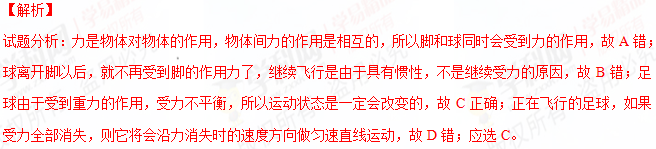 【解析】
试题分析：力是物体对物体的作用，物体间力的作用是相互的，所以脚和球同时会受到力的作用，故 A 错；
球离开脚以后，就不再受到脚的作用力了，继续飞行是由于具有惯性，不是继续受力的原因，故 B 错；足
球由于受到重力的作用，受力不平衡，所以运动状态是一定会改变的，故 C 正确；正在飞行的足球，如果
受力全部消失，则它将会沿力消失时的速度方向做匀速直线运动，故 D 错；应选 C。